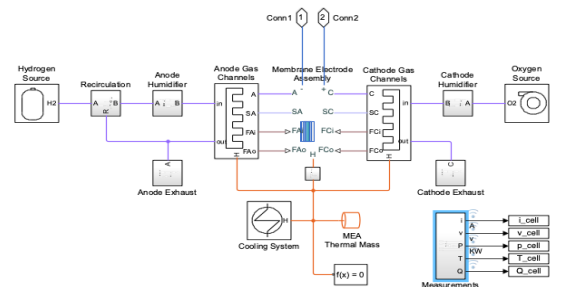 Conn1 1 2 Conn2
Hydrogen
Source
H2
Recirculation
A B
R
Anode
Humidifier
A B
Anode Gas
Channels
in A
SA
out FAi
FAo
H
Membrane Electrode
Assembly
A - + C
SA SC
FAi FCi
FAo FCo
H
Cathode Gas
Channels
C in
SC
FCi out
FCo
H
Cathode
Humidifier
B A
Oxygen
Source
O2
A
Anode Exhaust
C
Cathode Exhaust
H
Cooling System
MEA
Thermal Mass
f(x) = 0
i A i_cell
v v v_cell
P KW p_cell
T T_cell
Q Q_cell
Measurements